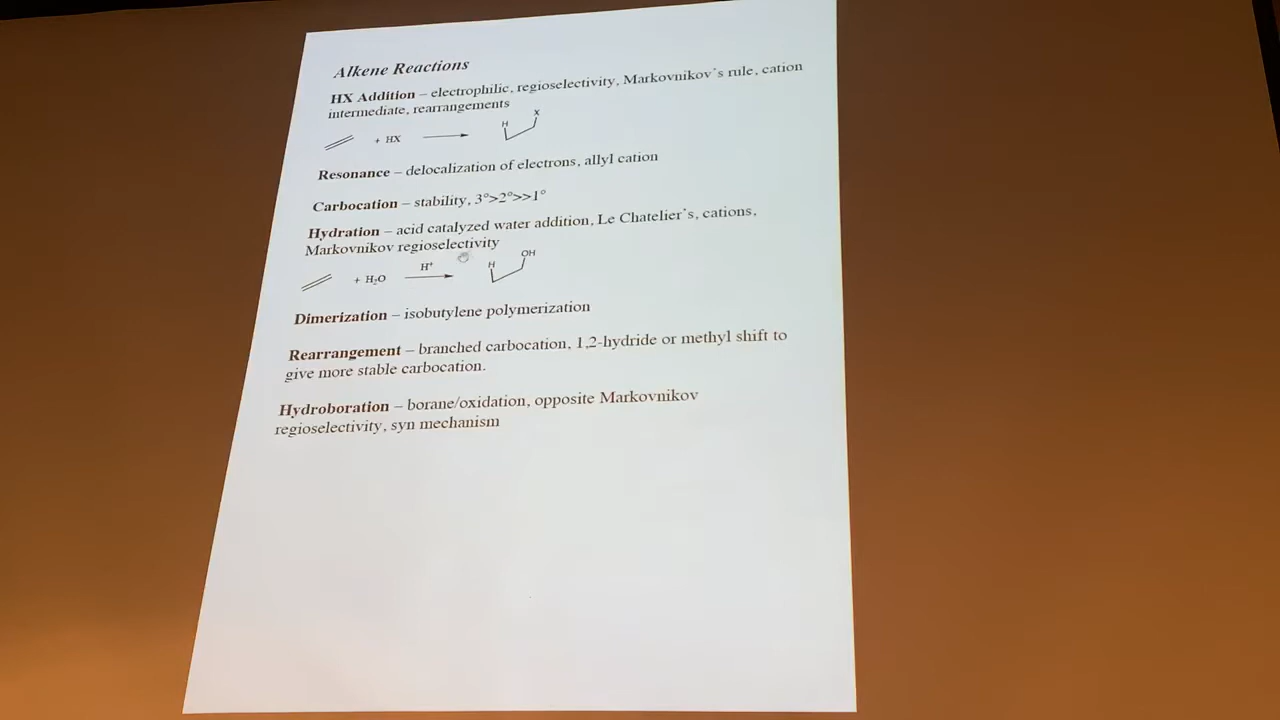 Alkene Reactions
HX Addition – electrophilic, regioselectivity, Markovnikov`s rule, cation
intermediate, rearrangements
+ HX
H
X
Resonance – delocalization of electrons, allyl cation
Carbocation – stability, 3°>2°>>1°
Hydration – acid catalyzed water addition, Le Chatelier`s, cations,
Markovnikov regioselectivity
+ H₂O
H⁺
H
OH
Dimerization – isobutylene polymerization
Rearrangement – branched carbocation, 1,2-hydride or methyl shift to
give more stable carbocation.
Hydroboration – borane/oxidation, opposite Markovnikov
regioselectivity, syn mechanism